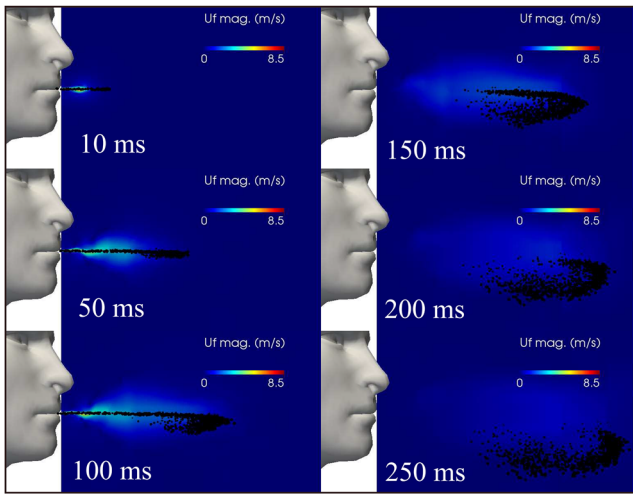 Uf mag. (m/s)
0 8.5
10 ms
Uf mag. (m/s)
0 8.5
150 ms
Uf mag. (m/s)
0 8.5
50 ms
Uf mag. (m/s)
0 8.5
200 ms
Uf mag. (m/s)
0 8.5
100 ms
Uf mag. (m/s)
0 8.5
250 ms